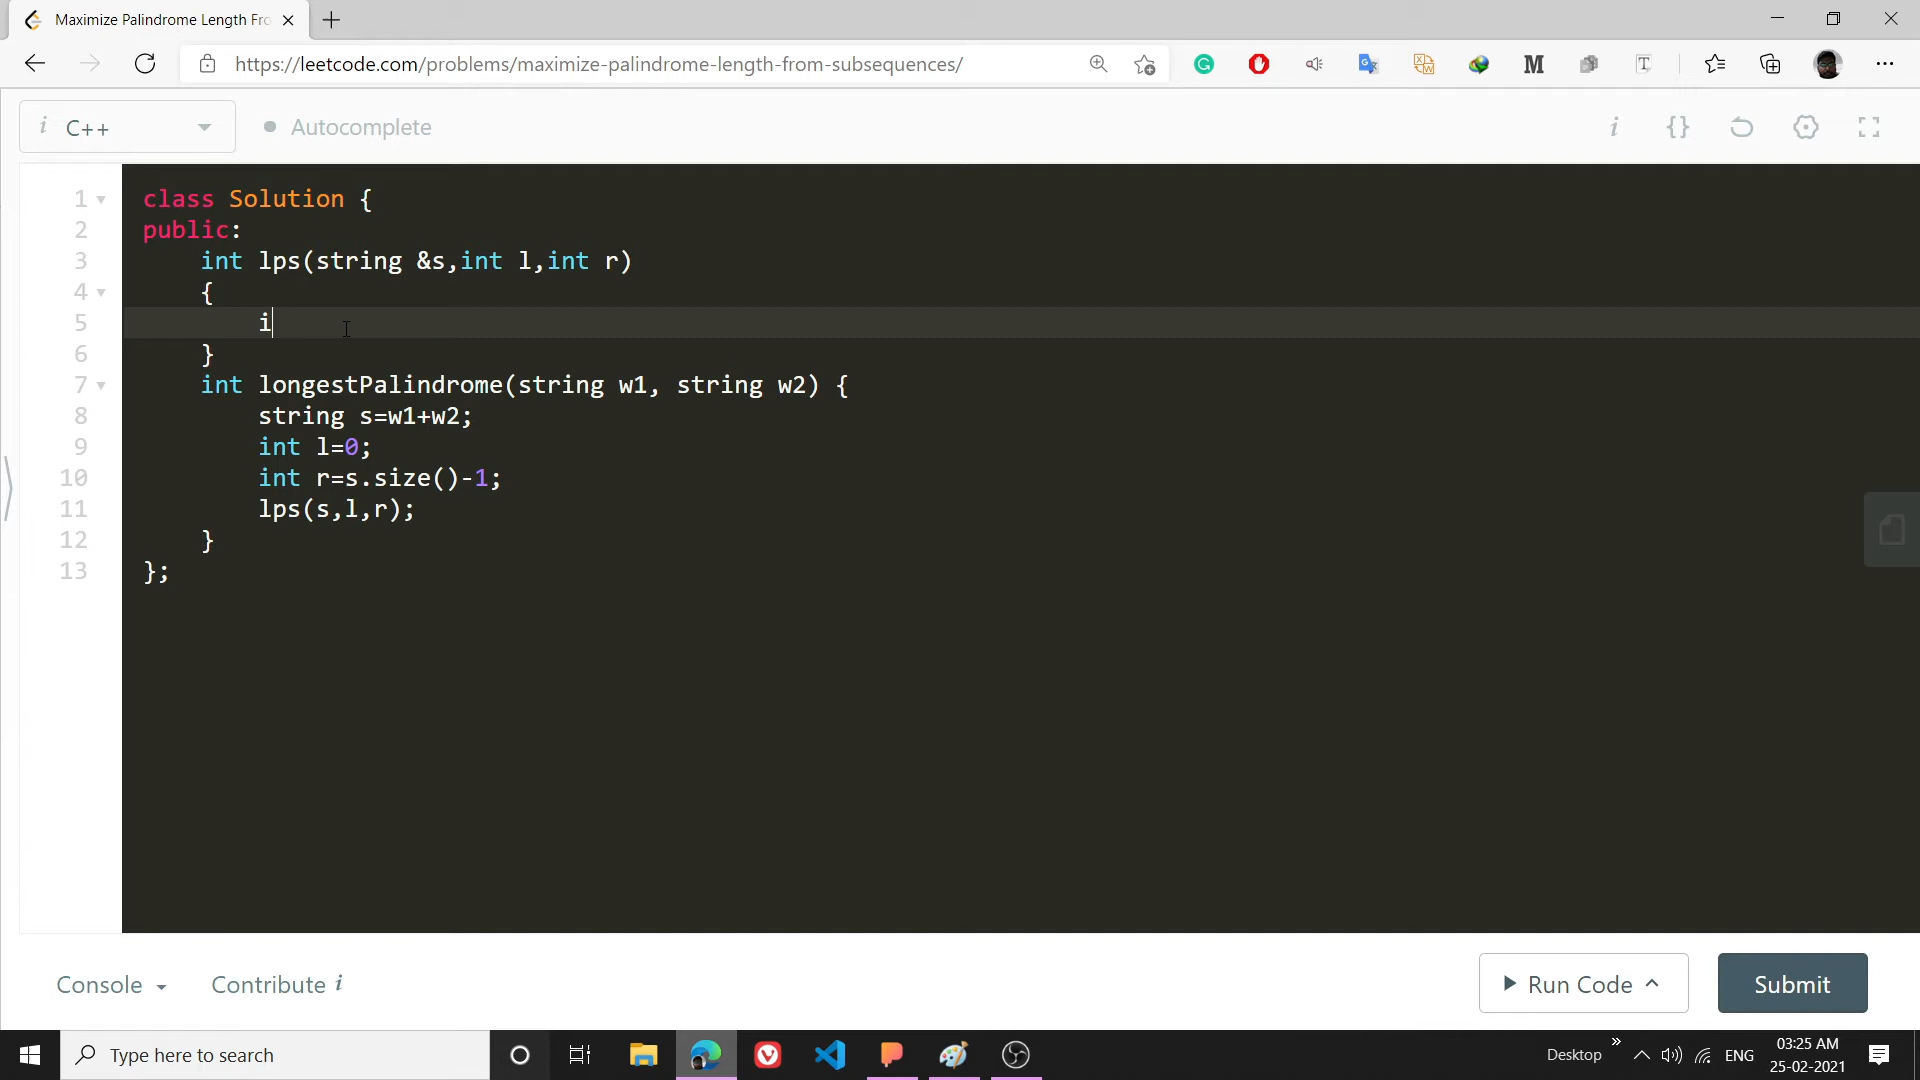 Maximize Palindrome Length Fro
https://leetcode.com/problems/maximize-palindrome-length-from-subsequences/
i C++ Autocomplete i {}
1 class Solution {
2 public:
3 int lps(string &s,int l,int r)
4 {
5 i
6 }
7 int longestPalindrome(string w1, string w2) {
8 string s=w1+w2;
9 int l=0;
10 int r=s.size()-1;
11 lps(s,l,r);
12 }
13 };
Console Contribute i Run Code Submit
Type here to search Desktop ENG 03:25 AM
25-02-2021